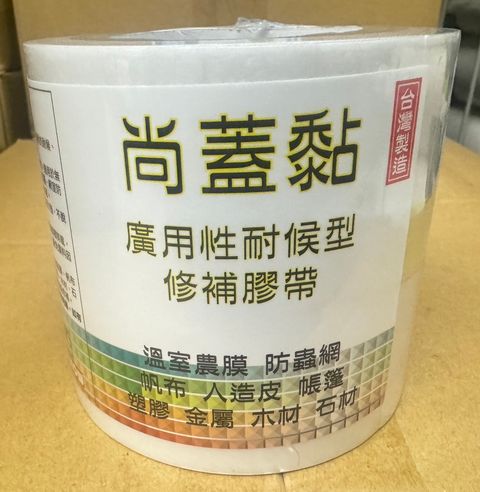 尚蓋黏
台灣製造
廣用性耐候型
修補膠帶
溫室農膜 防蟲網
帆布 人造皮 帳篷
塑膠 金屬 木材 石材